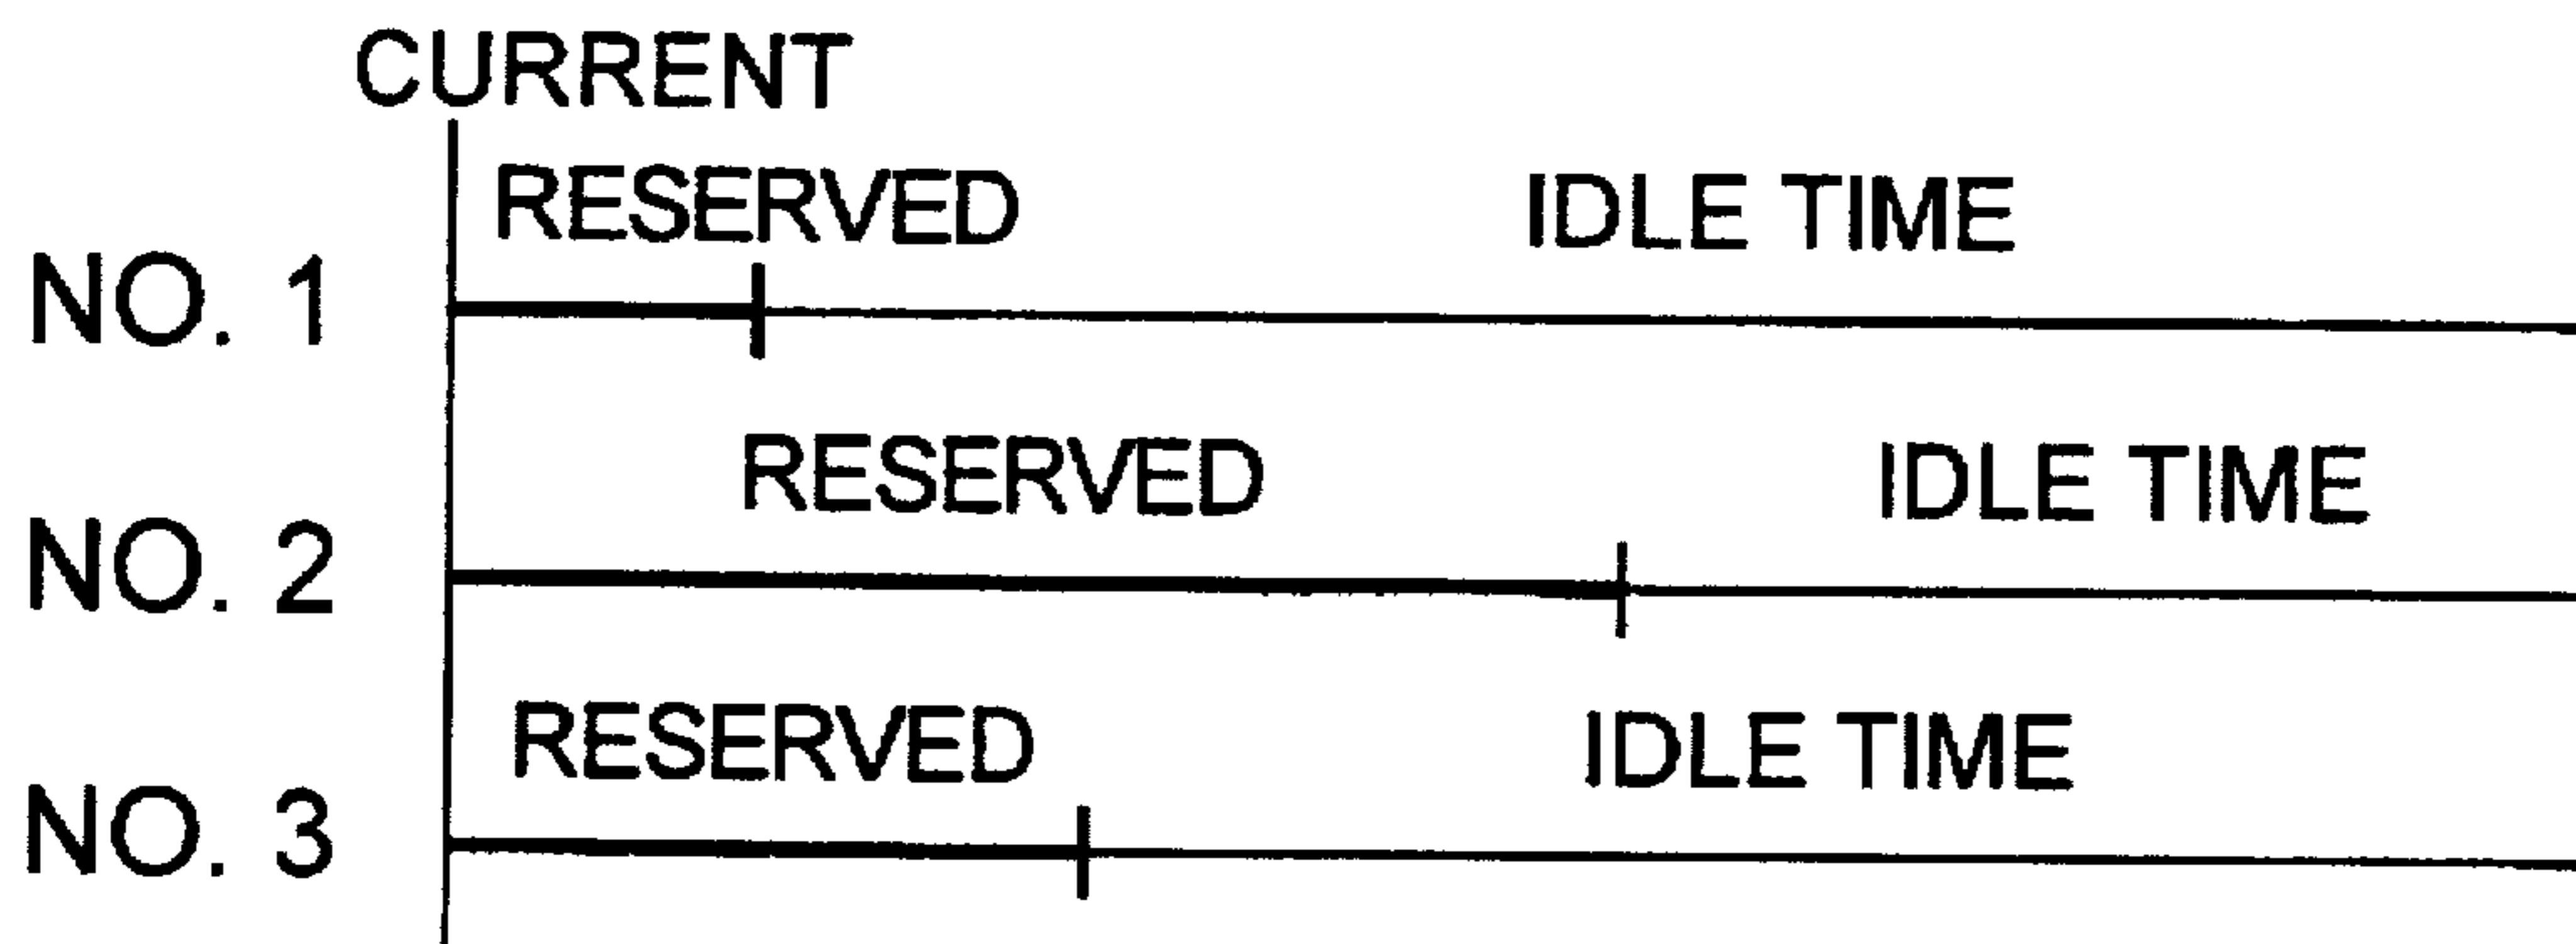 CURRENT
RESERVED IDLE TIME
NO. 1
RESERVED IDLE TIME
NO. 2
RESERVED IDLE TIME
NO. 3